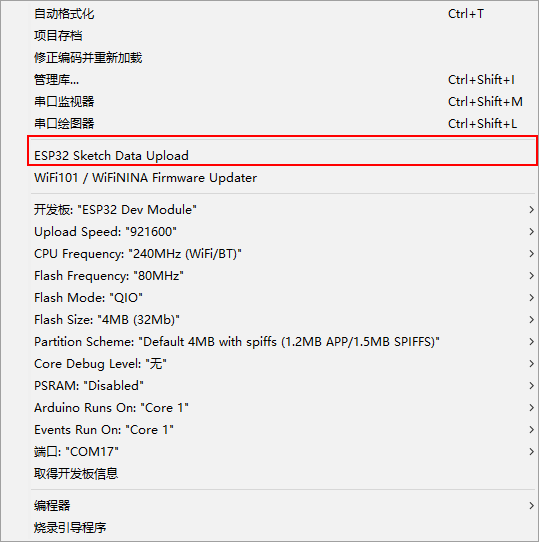 自动格式化 Ctrl+T
项目存档
修正编码并重新加载
管理库... Ctrl+Shift+I
串口监视器 Ctrl+Shift+M
串口绘图器 Ctrl+Shift+L
ESP32 Sketch Data Upload
WiFi101 / WiFiNINA Firmware Updater
开发板: "ESP32 Dev Module"
Upload Speed: "921600"
CPU Frequency: "240MHz (WiFi/BT)"
Flash Frequency: "80MHz"
Flash Mode: "QIO"
Flash Size: "4MB (32Mb)"
Partition Scheme: "Default 4MB with spiffs (1.2MB APP/1.5MB SPIFFS)"
Core Debug Level: "无"
PSRAM: "Disabled"
Arduino Runs On: "Core 1"
Events Run On: "Core 1"
端口: "COM17"
取得开发板信息
编程器
烧录引导程序